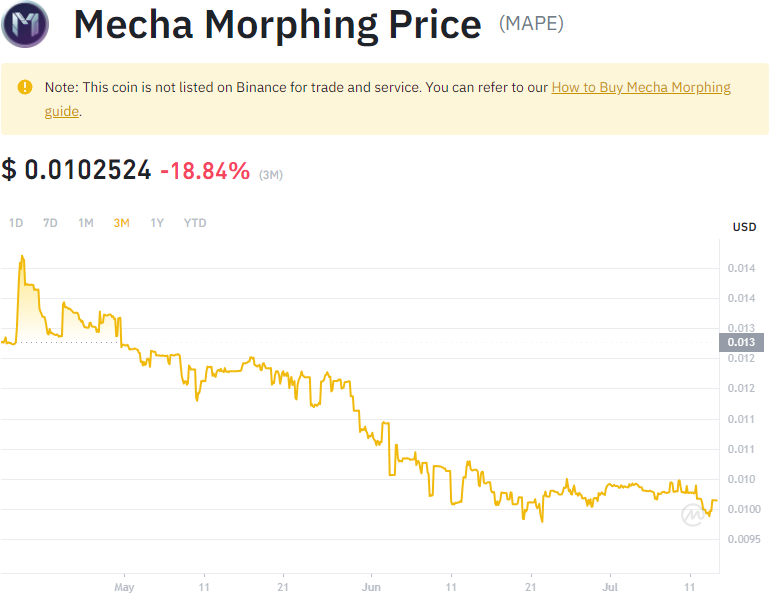 Mecha Morphing Price (MAPE)
Note: This coin is not listed on Binance for trade and service. You can refer to our How to Buy Mecha Morphing
guide.
$ 0.0102524 -18.84% (3M)
1D 7D 1M 3M 1Y YTD
USD
0.014
0.014
0.013
0.013
0.012
0.012
0.011
0.011
0.010
0.0100
0.0095
May 11 21 Jun 11 21 Jul 11